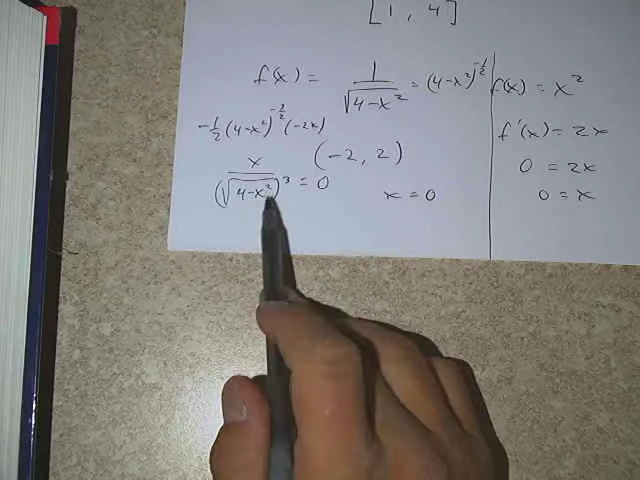 [1, 4]
f(x) = 1/√(4-x²) = (4-x²)^(-1/2)
-1/2(4-x²)^(-3/2)(-2x)
(-2, 2)
x/(√(4-x²))³ = 0
x = 0
f(x) = x²
f'(x) = 2x
0 = 2x
0 = x